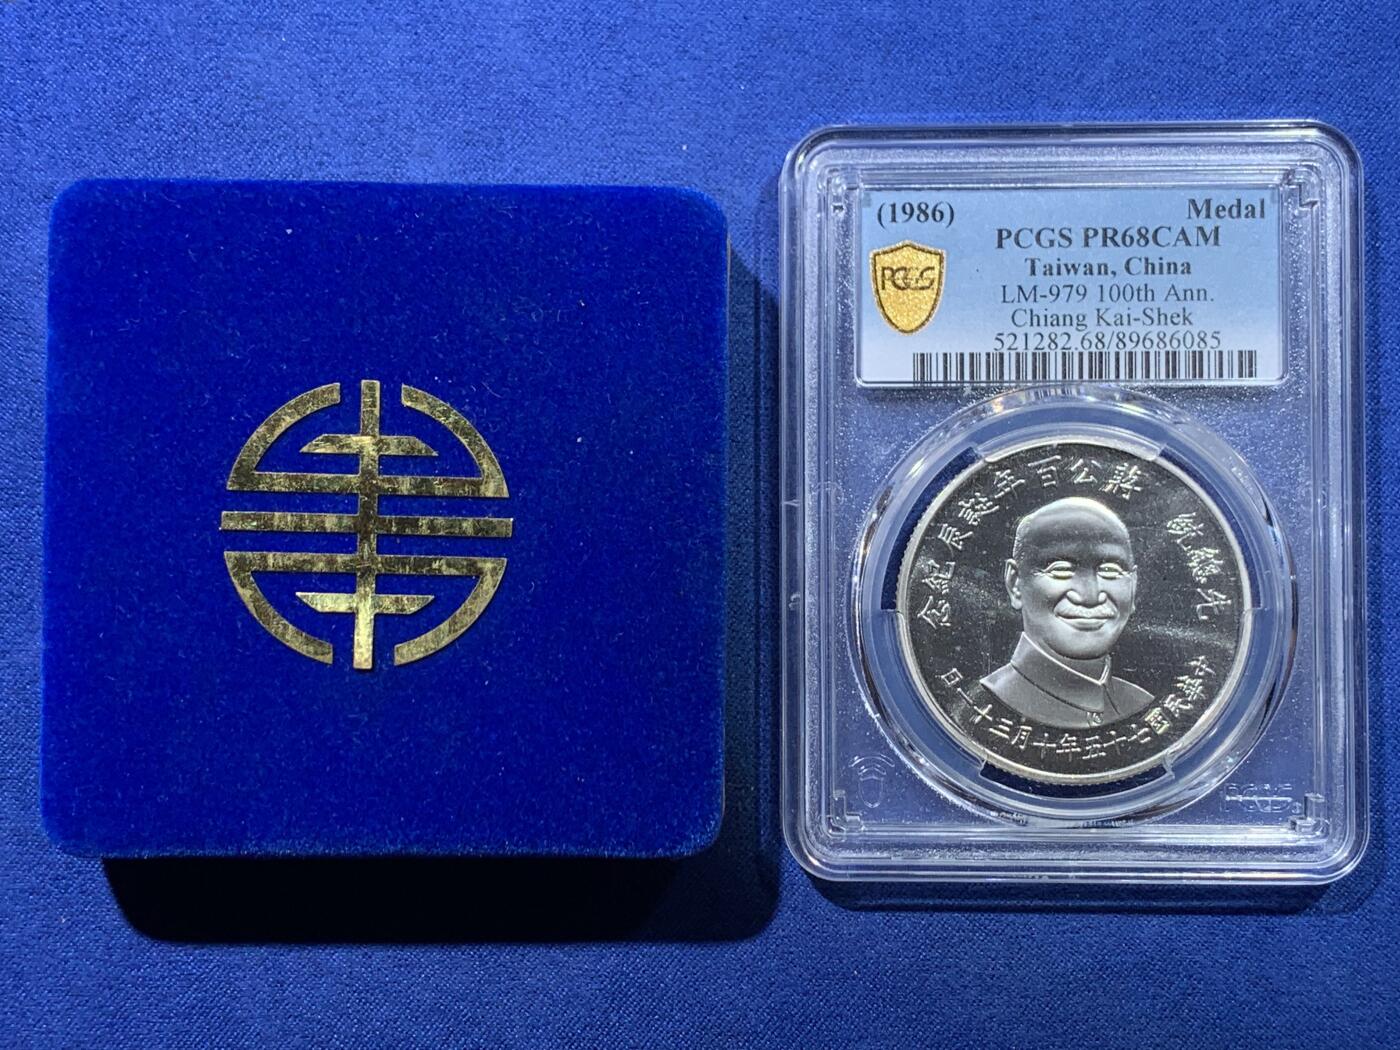 (1986) Medal
PCGS PR68CAM
Taiwan, China
LM-979 100th Ann.
Chiang Kai-Shek
521282.68/89686085
PCGS
先總統 蔣公百年誕辰紀念
中華民國七十五年十月三十一日
PCGS